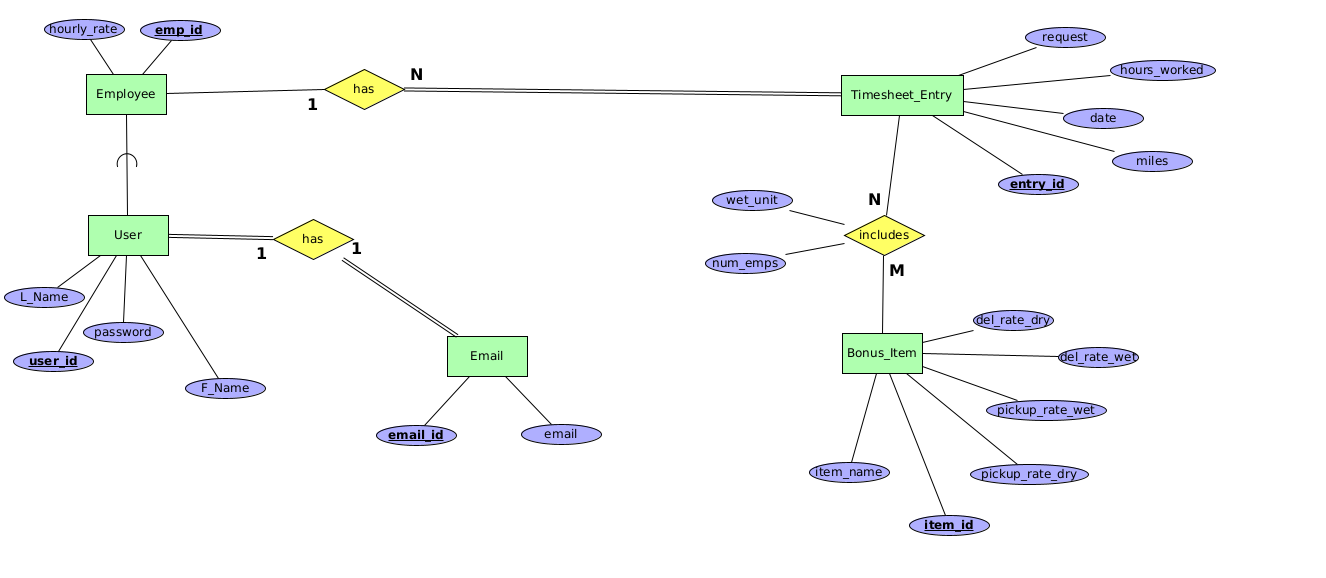 hourly_rate
emp_id
request
hours_worked
Employee
1
has
N
Timesheet_Entry
date
miles
entry_id
wet_unit
N
includes
num_emps
M
User
1
has
1
L_Name
password
user_id
F_Name
Email
email_id
email
del_rate_dry
Bonus_Item
del_rate_wet
pickup_rate_wet
item_name
pickup_rate_dry
item_id